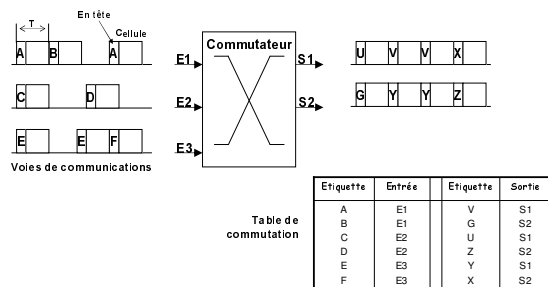 En tête
T
Cellule
A B A
C D
E E F
Voies de communications
Commutateur
E1
E2
E3
S1
S2
U V V X
G Y Y Z
Table de
commutation
Etiquette Entrée Etiquette Sortie
A E1 V S1
B E1 G S2
C E2 U S1
D E2 Z S2
E E3 Y S1
F E3 X S2